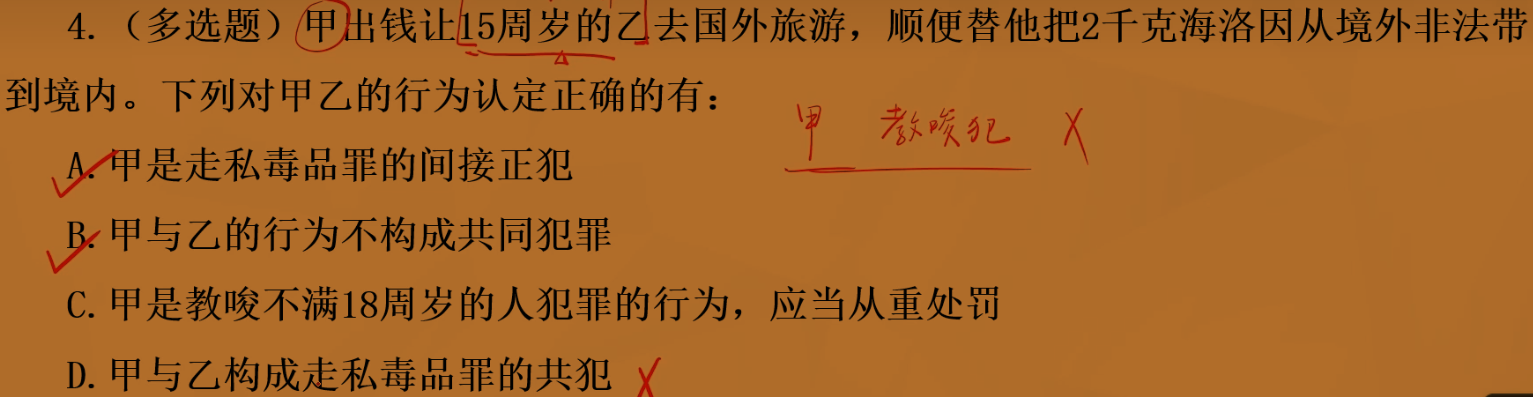 4.（多选题）甲出钱让15周岁的乙去国外旅游，顺便替他把2千克海洛因从境外非法带
到境内。下列对甲乙的行为认定正确的有：
甲 教唆犯 X
A.甲是走私毒品罪的间接正犯
B.甲与乙的行为不构成共同犯罪
C.甲是教唆不满18周岁的人犯罪的行为，应当从重处罚
D.甲与乙构成走私毒品罪的共犯